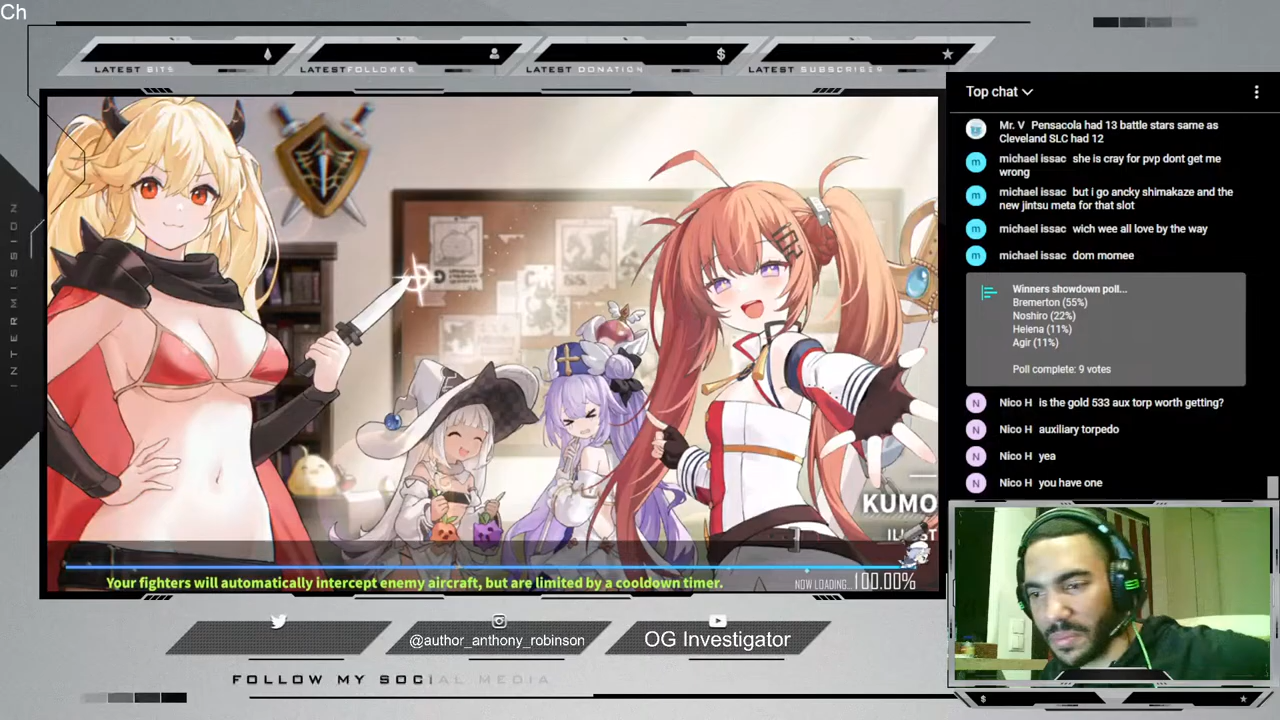 Ch
LATEST BITS
LATEST FOLLOWER
LATEST DONATION
LATEST SUBSCRIBER
INTERMISSION
KUMO
Your fighters will automatically intercept enemy aircraft, but are limited by a cooldown timer.
NOW LOADING... 100.00%
@author_anthony_robinson
OG Investigator
FOLLOW MY SOCIAL MEDIA
Top chat
Mr. V Pensacola had 13 battle stars same as
Cleveland SLC had 12
michael issac she is cray for pvp dont get me
wrong
michael issac but i go ancky shimakaze and the
new jintsu meta for that slot
michael issac wich wee all love by the way
michael issac dom momee
Winners showdown poll...
Bremerton (55%)
Noshiro (22%)
Helena (11%)
Agir (11%)
Poll complete: 9 votes
Nico H is the gold 533 aux torp worth getting?
Nico H auxiliary torpedo
Nico H yea
Nico H you have one